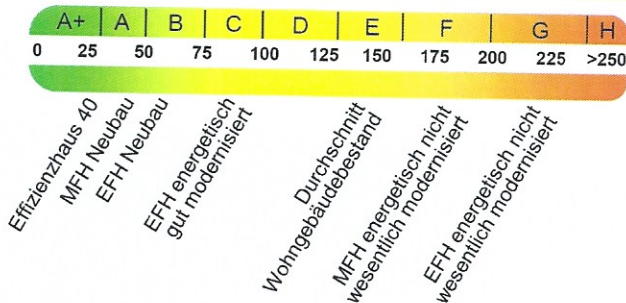 A+ A B C D E F G H
0 25 50 75 100 125 150 175 200 225 >250
Effizienzhaus 40
MFH Neubau
EFH Neubau
EFH energetisch
gut modernisiert
Durchschnitt
Wohngebäudebestand
MFH energetisch nicht
wesentlich modernisiert
EFH energetisch nicht
wesentlich modernisiert